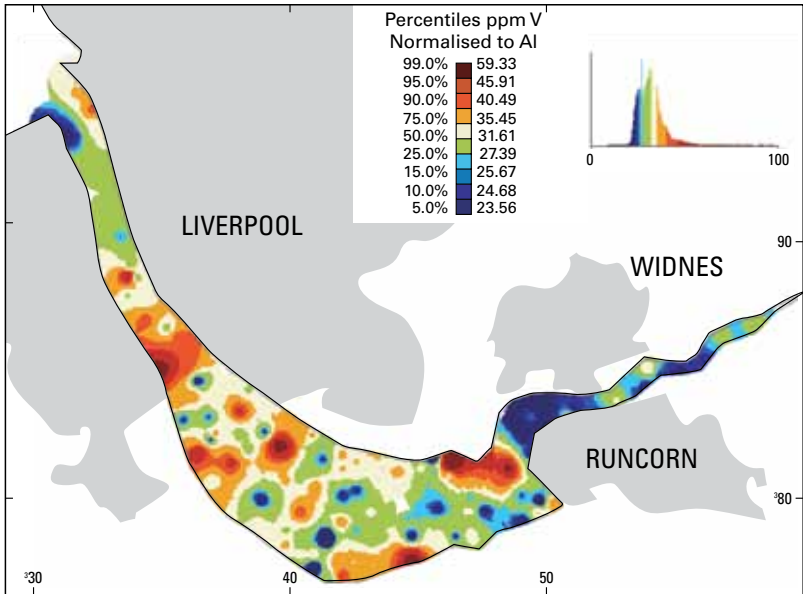 Percentiles ppm V
Normalised to Al
99.0% 59.33
95.0% 45.91
90.0% 40.49
75.0% 35.45
50.0% 31.61
25.0% 27.39
15.0% 25.67
10.0% 24.68
5.0% 23.56
0 100
LIVERPOOL
90
WIDNES
RUNCORN
³80
³30 40 50